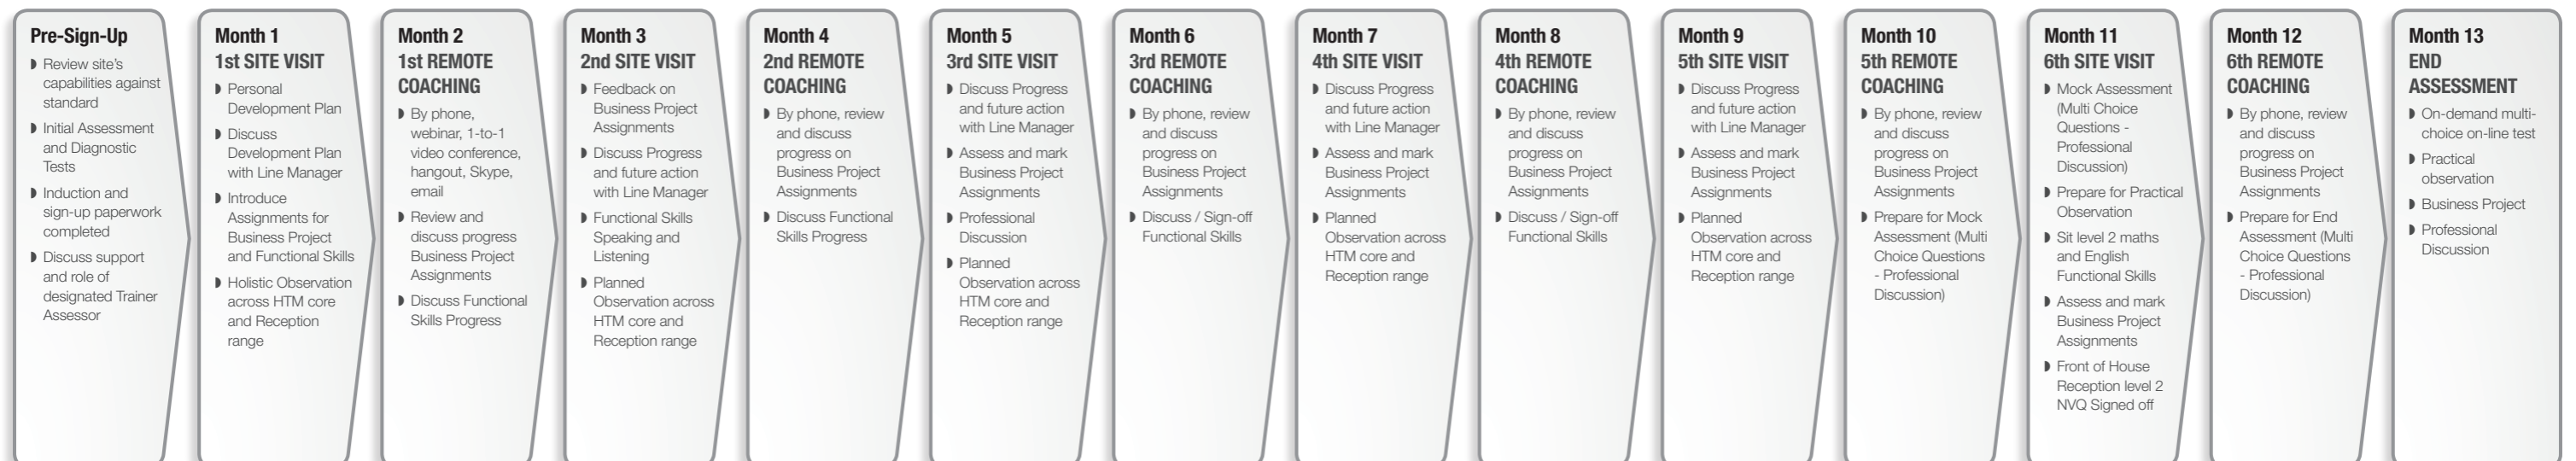 Pre-Sign-Up
Review site's
capabilities against
standard
Initial Assessment
and Diagnostic
Tests
Induction and
sign-up paperwork
completed
Discuss support
and role of
designated Trainer
Assessor
Month 1
1st SITE VISIT
Personal
Development Plan
Discuss
Development Plan
with Line Manager
Introduce
Assignments for
Business Project
and Functional Skills
Holistic Observation
across HTM core
and Reception
range
Month 2
1st REMOTE
COACHING
By phone,
webinar, 1-to-1
video conference,
hangout, Skype,
email
Review and
discuss progress
Business Project
Assignments
Discuss Functional
Skills Progress
Month 3
2nd SITE VISIT
Feedback on
Business Project
Assignments
Discuss Progress
and future action
with Line Manager
Functional Skills
Speaking and
Listening
Planned
Observation across
HTM core and
Reception range
Month 4
2nd REMOTE
COACHING
By phone, review
and discuss
progress on
Business Project
Assignments
Discuss Functional
Skills Progress
Month 5
3rd SITE VISIT
Discuss Progress
and future action
with Line Manager
Assess and mark
Business Project
Assignments
Professional
Discussion
Planned
Observation across
HTM core and
Reception range
Month 6
3rd REMOTE
COACHING
By phone, review
and discuss
progress on
Business Project
Assignments
Discuss / Sign-off
Functional Skills
Month 7
4th SITE VISIT
Discuss Progress
and future action
with Line Manager
Assess and mark
Business Project
Assignments
Planned
Observation across
HTM core and
Reception range
Month 8
4th REMOTE
COACHING
By phone, review
and discuss
progress on
Business Project
Assignments
Discuss / Sign-off
Functional Skills
Month 9
5th SITE VISIT
Discuss Progress
and future action
with Line Manager
Assess and mark
Business Project
Assignments
Planned
Observation across
HTM core and
Reception range
Month 10
5th REMOTE
COACHING
By phone, review
and discuss
progress on
Business Project
Assignments
Prepare for Mock
Assessment (Multi
Choice Questions
- Professional
Discussion)
Month 11
6th SITE VISIT
Mock Assessment
(Multi Choice
Questions -
Professional
Discussion)
Prepare for Practical
Observation
Sit level 2 maths
and English
Functional Skills
Assess and mark
Business Project
Assignments
Front of House
Reception level 2
NVQ Signed off
Month 12
6th REMOTE
COACHING
By phone, review
and discuss
progress on
Business Project
Assignments
Prepare for End
Assessment (Multi
Choice Questions
- Professional
Discussion)
Month 13
END
ASSESSMENT
On-demand multi-
choice on-line test
Practical
observation
Business Project
Professional
Discussion